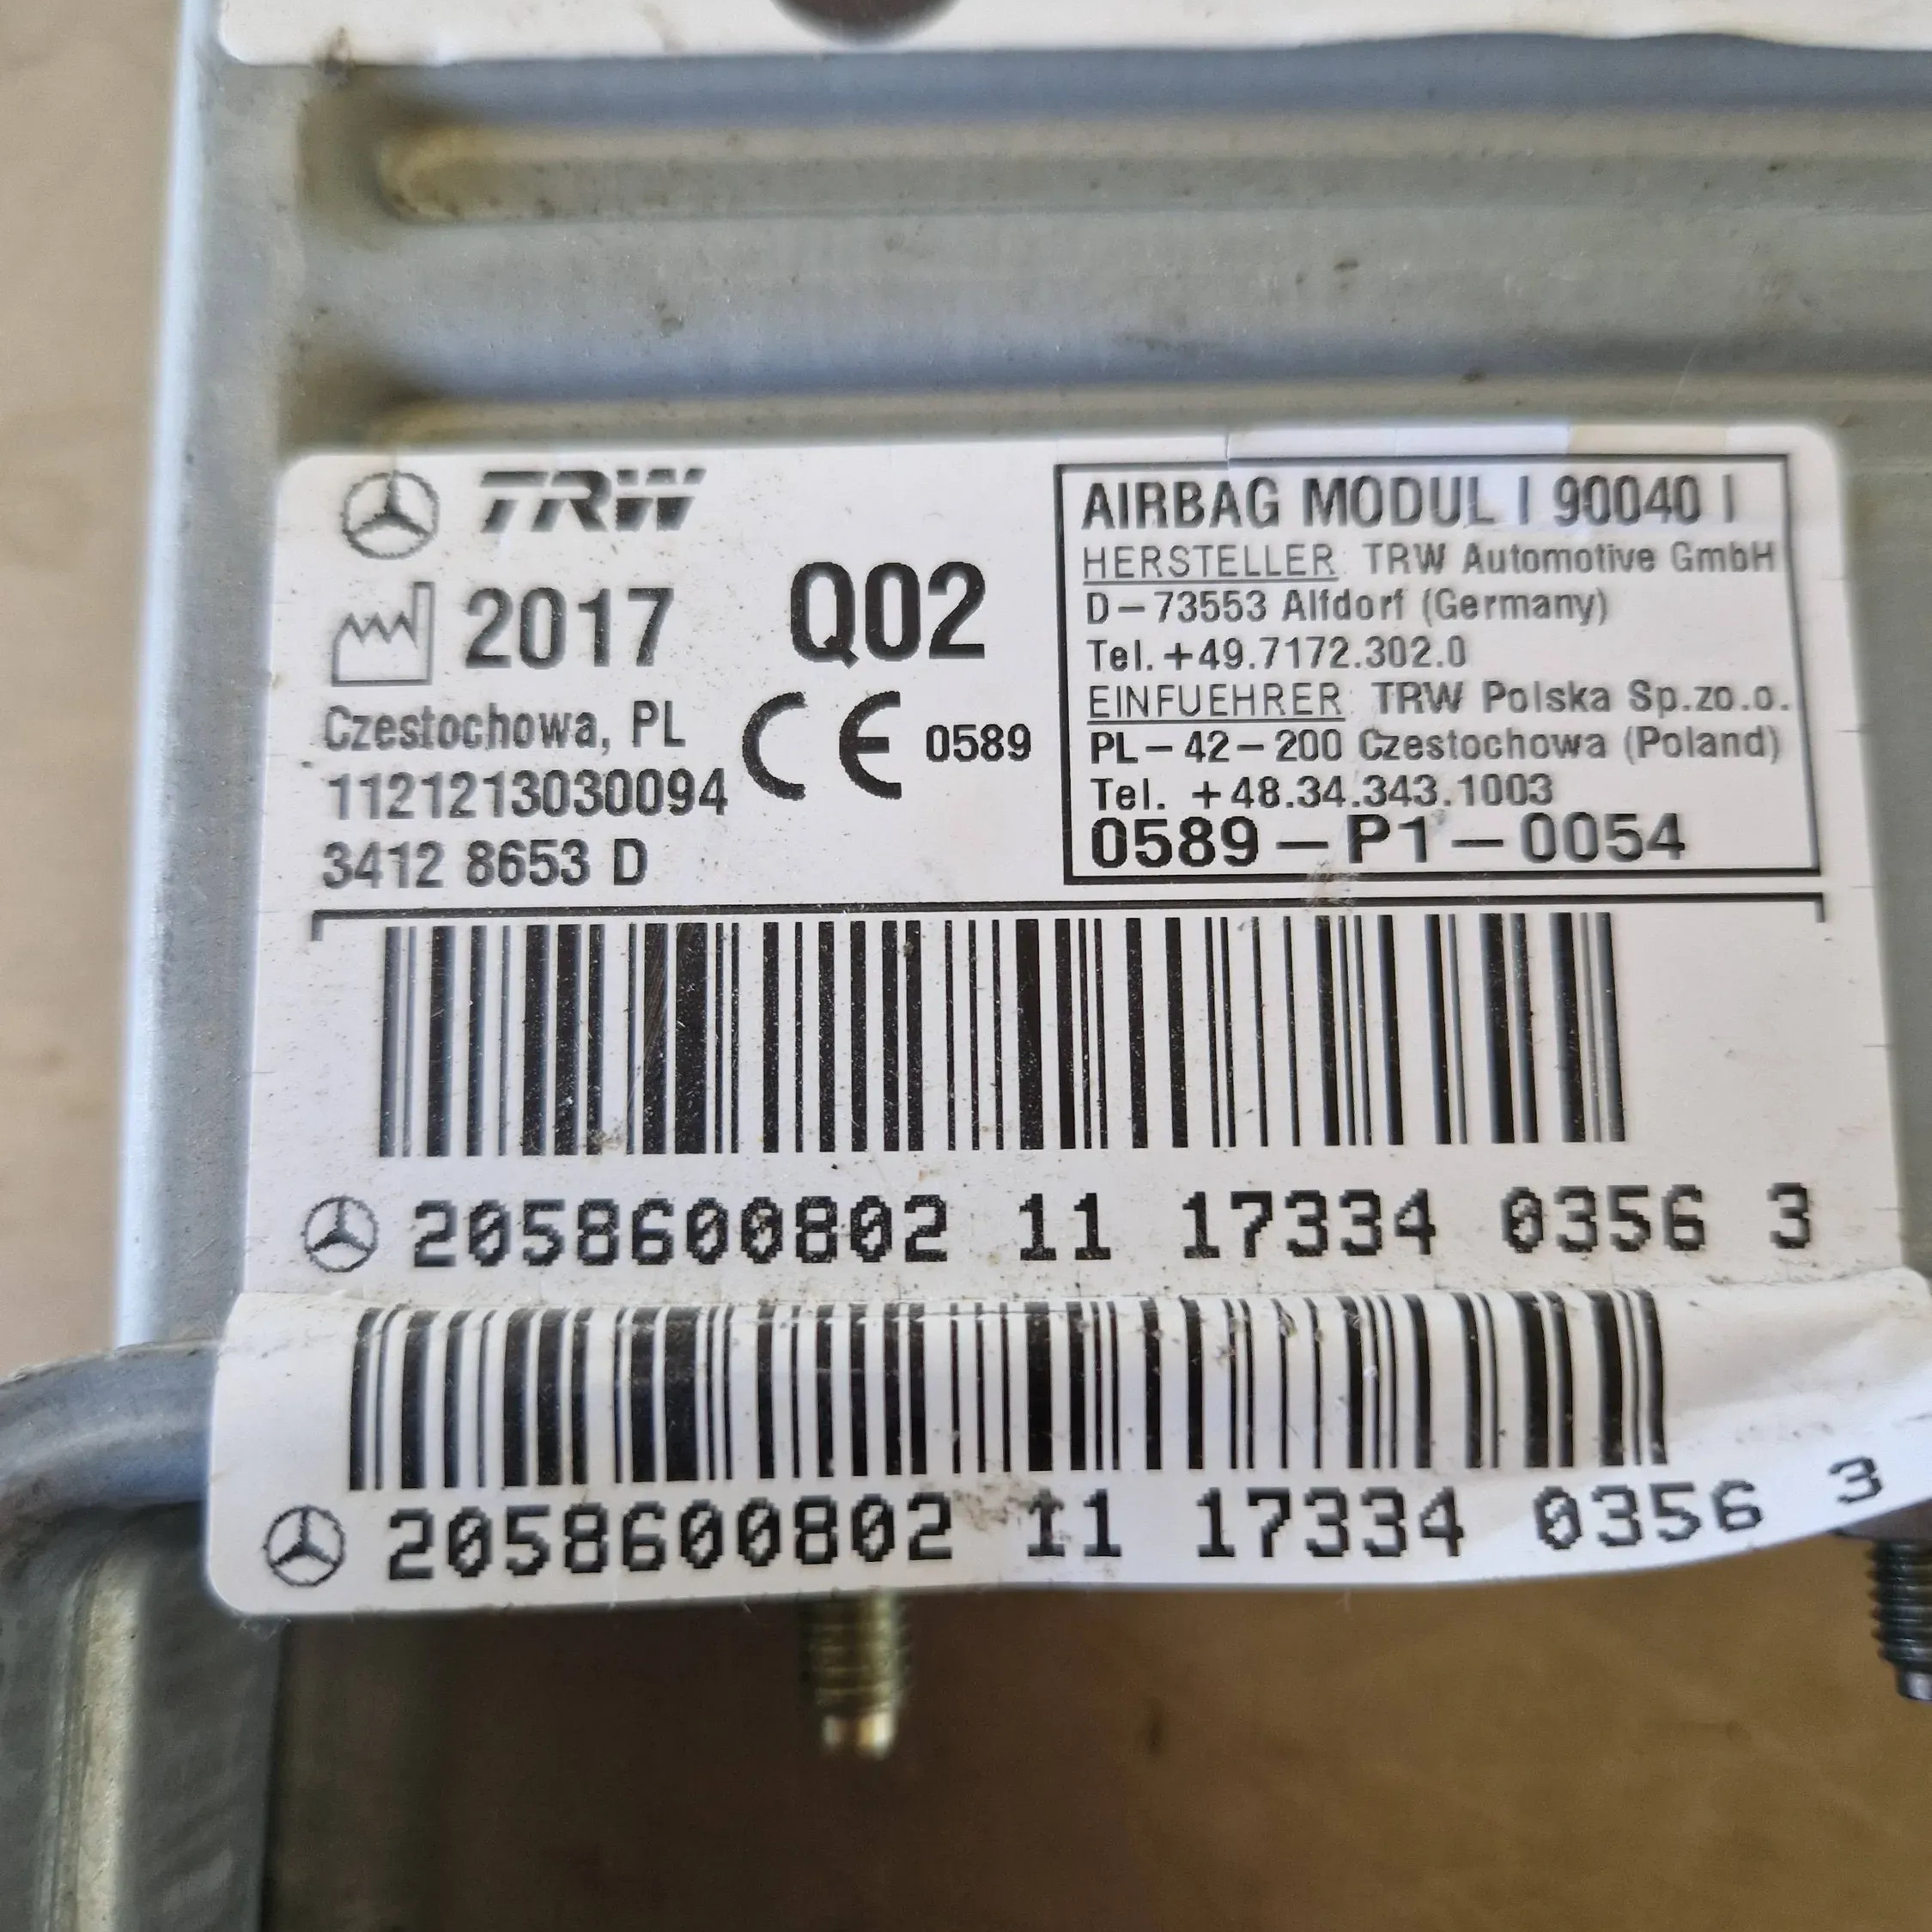 TRW
2017 Q02
Czestochowa, PL
1121213030094
CE 0589
3412 8653 D
AIRBAG MODUL | 90040 |
HERSTELLER: TRW Automotive GmbH
D-73553 Alfdorf (Germany)
Tel. +49.7172.302.0
EINFUEHRER: TRW Polska Sp.zo.o.
PL-42-200 Czestochowa (Poland)
Tel. +48.34.343.1003
0589-P1-0054
2058600802 11 17334 0356 3
2058600802 11 17334 0356 3